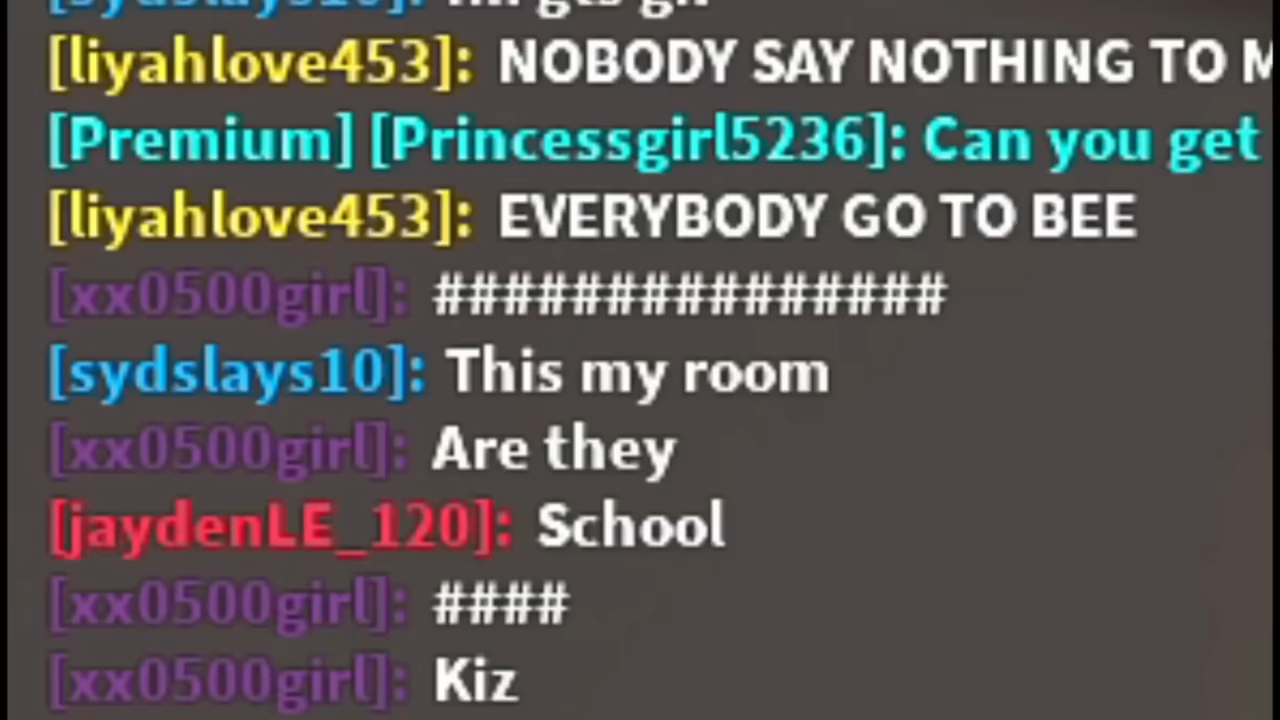 [liyahlove453]: NOBODY SAY NOTHING TO
[Premium] [Princessgirl5236]: Can you get
[liyahlove453]: EVERYBODY GO TO BEE
[xx0500girl]: ###############
[sydslays10]: This my room
[xx0500girl]: Are they
[jaydenLE_120]: School
[xx0500girl]: ####
[xx0500girl]: Kiz